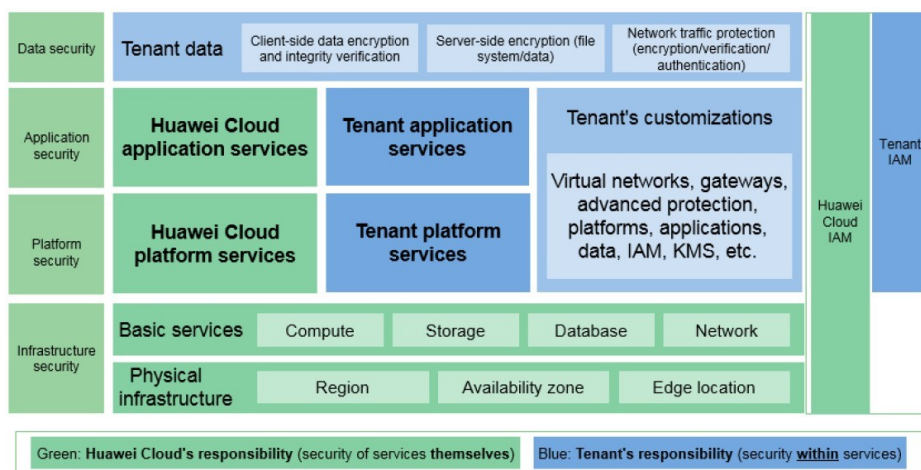 Data security
Tenant data
Client-side data encryption
and integrity verification
Server-side encryption (file
system/data)
Network traffic protection
(encryption/verification/
authentication)
Application
security
Huawei Cloud
application services
Tenant application
services
Tenant's customizations
Virtual networks, gateways,
advanced protection,
platforms, applications,
data, IAM, KMS, etc.
Platform
security
Huawei Cloud
platform services
Tenant platform
services
Infrastructure
security
Basic services
Compute
Storage
Database
Network
Physical
infrastructure
Region
Availability zone
Edge location
Huawei
Cloud
IAM
Tenant
IAM
Green: Huawei Cloud's responsibility (security of services themselves)
Blue: Tenant's responsibility (security within services)